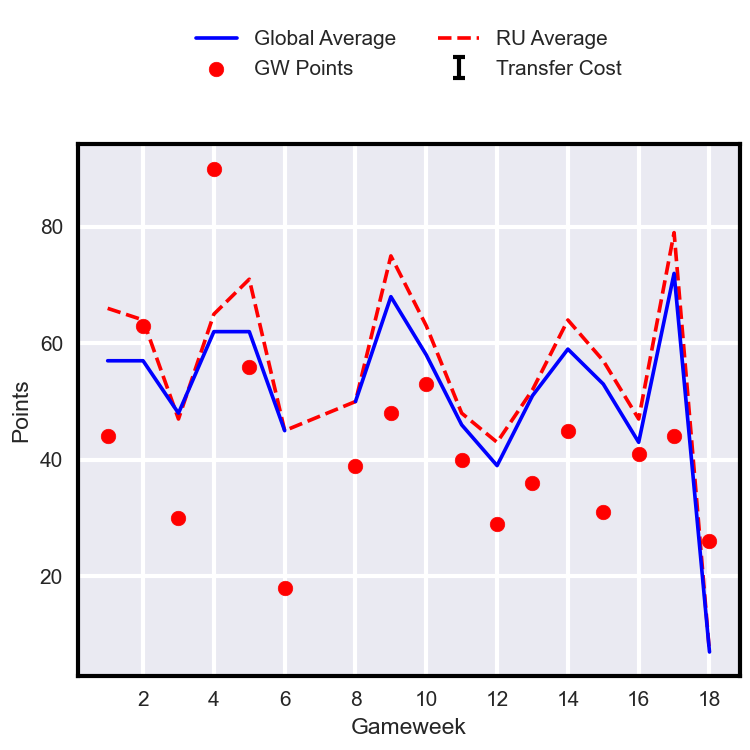 Global Average
RU Average
GW Points
Transfer Cost
80
60
40
20
Points
2 4 6 8 10 12 14 16 18
Gameweek